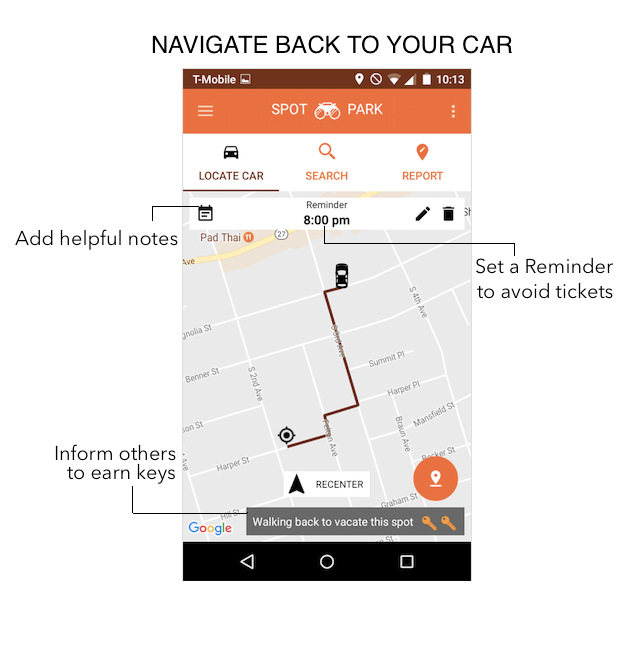 NAVIGATE BACK TO YOUR CAR
T-Mobile 10:13
SPOT PARK
LOCATE CAR SEARCH REPORT
Reminder
8:00 pm
Sh
Add helpful notes
Pad Thai
27
Ave
Set a Reminder
to avoid tickets
S 4th Ave
gnolia St
S 3rd Ave
Summit Pl
Benner St
S 2nd Ave
Harper Pl
Mansfield St
son St
Pelton Ave
Braun Ave
Inform others
to earn keys
Harper St
Becker St
RECENTER
Graham St
Hill St
Google
Walking back to vacate this spot